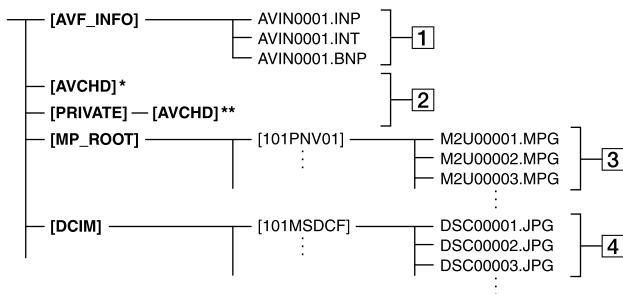 [AVF_INFO] AVIN0001.INP
AVIN0001.INT 1
AVIN0001.BNP
[AVCHD]*
2
[PRIVATE] [AVCHD]**
[MP_ROOT] [101PNV01] M2U00001.MPG
M2U00002.MPG 3
M2U00003.MPG
[DCIM] [101MSDCF] DSC00001.JPG
DSC00002.JPG 4
DSC00003.JPG